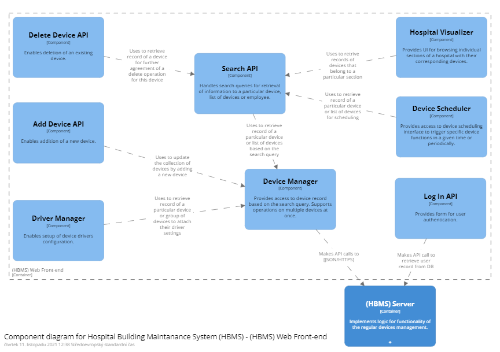 Delete Device API
[Component]
Enables deletion of an existing
device.
Uses to retrieve
record of a device
for further
agreement of a
delete operation
for this device
Search API
[Component]
Handles search queries for retrieval
of information to a particular device,
list of devices or employee.
Uses to retrieve
records of
devices that
belong to a
particular section
Hospital Visualizer
[Component]
Provides UI for browsing individual
sections of a hospital with their
corresponding devices.
Uses to retrieve
record of a
particular device
or list of devices
for scheduling
Device Scheduler
[Component]
Provides access to device scheduling
interface to trigger specific device
functions in a given time or
periodically.
Add Device API
[Component]
Enables addition of a new device.
Uses to retrieve
record of a
particular device
or list of devices
based on the
search query
Uses to update
the collection of
devices by adding
a new device
Device Manager
[Component]
Provides access to device record
based on the search query. Supports
operations on multiple devices at
once.
Log In API
[Component]
Provides form for user
authentication.
Uses to retrieve
record of a
particular device
or group of
devices to attach
their driver
settings
Driver Manager
[Component]
Enables setup of device drivers
configuration
Makes API calls to
Makes API call to
retrieve user
record from DB
(HBMS) Web Front-end
[Container]
(HBMS) Server
[Container]
Implements logic for functionality of
the regular devices management.
Component diagram for Hospital Building Maintanance System (HBMS) - (HBMS) Web Front-end